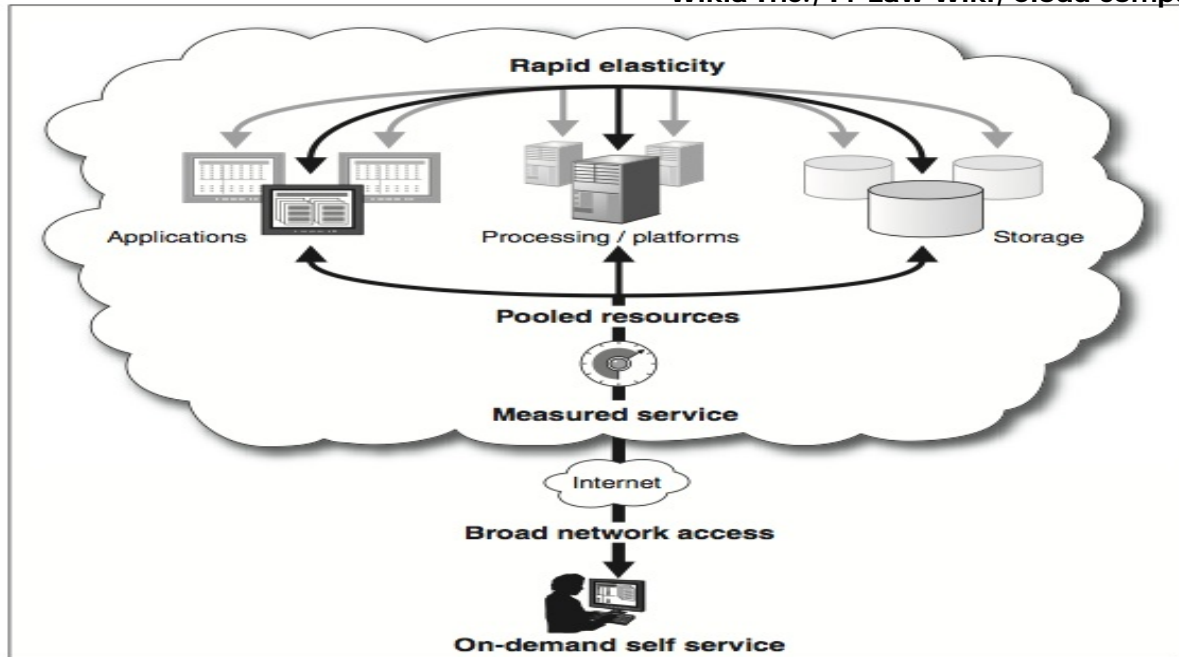 Rapid elasticity
Applications
Processing / platforms
Storage
Pooled resources
Measured service
Internet
Broad network access
On-demand self service